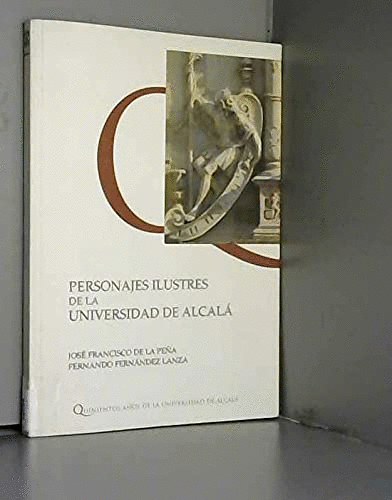 PERSONAJES ILUSTRES
DE LA
UNIVERSIDAD DE ALCALÁ
JOSÉ FRANCISCO DE LA PEÑA
FERNANDO FERNÁNDEZ LANZA
QUINIENTOS AÑOS DE LA UNIVERSIDAD DE ALCALÁ